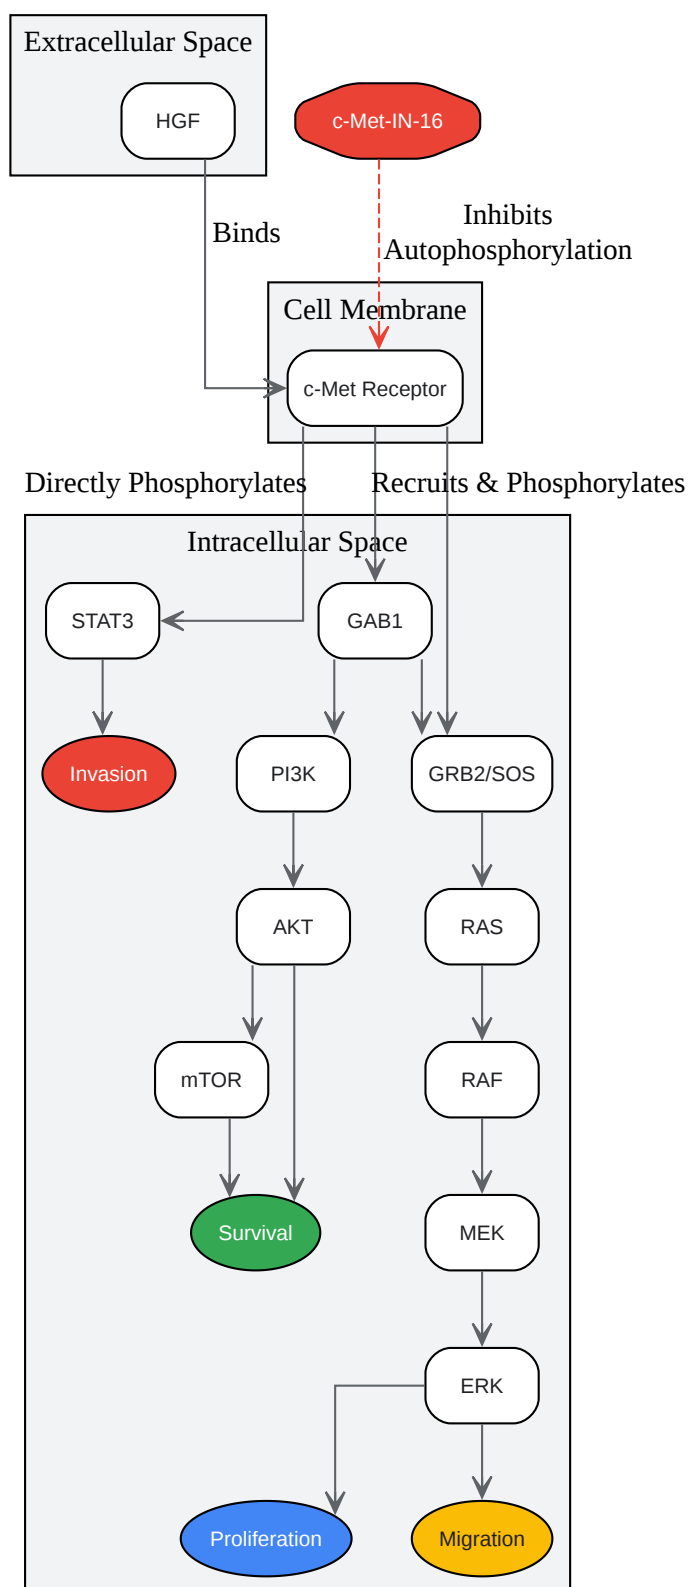 Extracellular Space
HGF
c-Met-IN-16
Binds
Inhibits
Autophosphorylation
Cell Membrane
c-Met Receptor
Directly Phosphorylates
Recruits & Phosphorylates
Intracellular Space
STAT3
GAB1
Invasion
PI3K
GRB2/SOS
AKT
RAS
mTOR
RAF
Survival
MEK
ERK
Proliferation
Migration